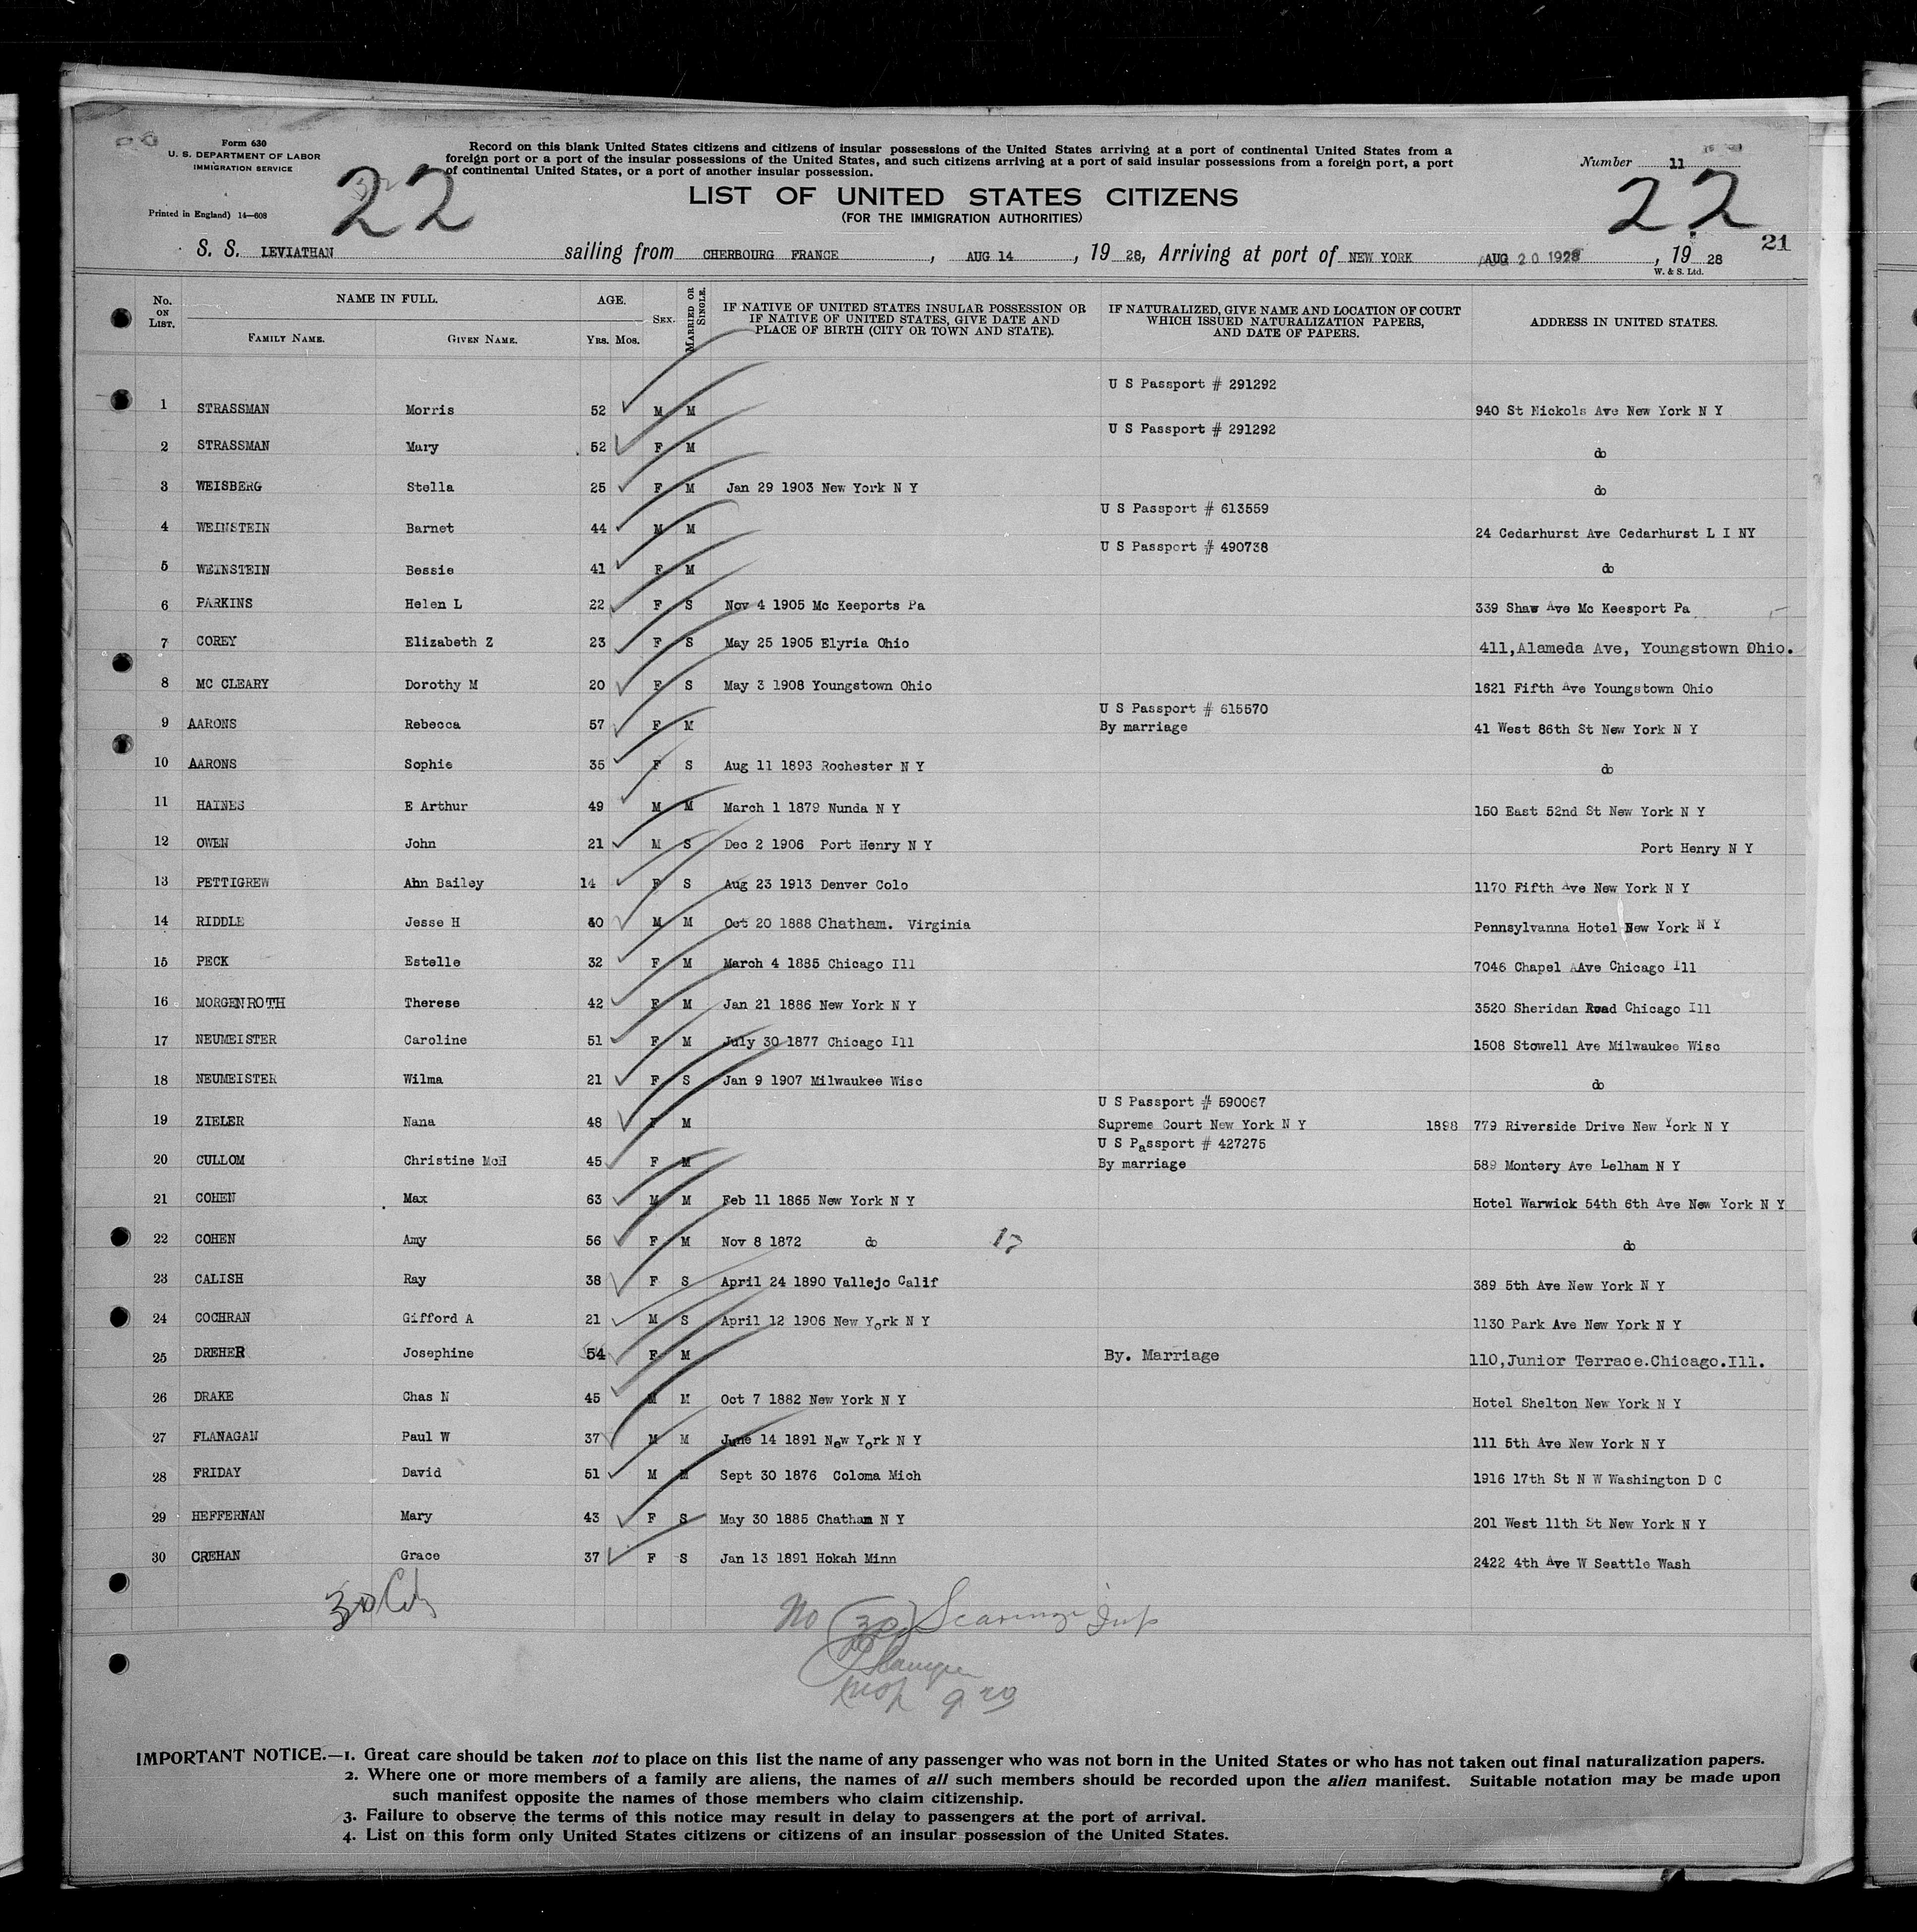 Form 630
U. S. DEPARTMENT OF LABOR
IMMIGRATION SERVICE
Printed in England) 14—608
22
Record on this blank United States citizens and citizens of insular possessions of the United States arriving at a port of continental United States from a
foreign port or a port of the insular possessions of the United States, and such citizens arriving at a port of said insular possessions from a foreign port, a port
of continental United States, or a port of another insular possession.
LIST OF UNITED STATES CITIZENS
(FOR THE IMMIGRATION AUTHORITIES)
Number 11
22
21
S. S. LEVIATHAN sailing from CHERBOURG FRANCE, AUG 14, 19 28, Arriving at port of NEW YORK AUG 20 1928, 19 28
W. & S. Ltd.
No. ON LIST. NAME IN FULL. AGE. SEX. MARRIED OR SINGLE. IF NATIVE OF UNITED STATES INSULAR POSSESSION OR IF NATIVE OF UNITED STATES, GIVE DATE AND PLACE OF BIRTH (CITY OR TOWN AND STATE). IF NATURALIZED, GIVE NAME AND LOCATION OF COURT WHICH ISSUED NATURALIZATION PAPERS, AND DATE OF PAPERS. ADDRESS IN UNITED STATES.
FAMILY NAME. GIVEN NAME. YRS. MOS.
U S Passport # 291292
1 STRASSMAN Morris 52 M M 940 St Nickols Ave New York N Y
U S Passport # 291292
2 STRASSMAN Mary 52 F M do
3 WEISBERG Stella 25 F M Jan 29 1903 New York N Y do
U S Passport # 613559
4 WEINSTEIN Barnet 44 M M 24 Cedarhurst Ave Cedarhurst L I NY
U S Passport # 490738
5 WEINSTEIN Bessie 41 F M do
6 PARKINS Helen L 22 F S Nov 4 1905 Mc Keeports Pa 339 Shaw Ave Mc Keesport Pa
7 COREY Elizabeth Z 23 F S May 25 1905 Elyria Ohio 411,Alameda Ave, Youngstown Ohio.
8 MC CLEARY Dorothy M 20 F S May 3 1908 Youngstown Ohio 1621 Fifth Ave Youngstown Ohio
U S Passport # 615570
9 AARONS Rebecca 57 F M By marriage 41 West 86th St New York N Y
10 AARONS Sophie 35 F S Aug 11 1893 Rochester N Y do
11 HAINES E Arthur 49 M M March 1 1879 Nunda N Y 150 East 52nd St New York N Y
12 OWEN John 21 M S Dec 2 1906 Port Henry N Y Port Henry N Y
13 PETTIGREW Ahn Bailey 14 F S Aug 23 1913 Denver Colo 1170 Fifth Ave New York N Y
14 RIDDLE Jesse H 40 M M Oct 20 1888 Chatham. Virginia Pennsylvanna Hotel New York N Y
15 PECK Estelle 32 F M March 4 1885 Chicago Ill 7046 Chapel AAve Chicago Ill
16 MORGENROTH Therese 42 F M Jan 21 1886 New York N Y 3520 Sheridan Road Chicago Ill
17 NEUMEISTER Caroline 51 F M July 30 1877 Chicago Ill 1508 Stowell Ave Milwaukee Wisc
18 NEUMEISTER Wilma 21 F S Jan 9 1907 Milwaukee Wisc do
U S Passport # 590067
19 ZIELER Nana 48 F M Supreme Court New York N Y 1898 779 Riverside Drive New York N Y
U S Passport # 427275
20 CULLOM Christine McH 45 F M By marriage 589 Montery Ave Lelham N Y
21 COHEN Max 63 M M Feb 11 1865 New York N Y Hotel Warwick 54th 6th Ave New York N Y
22 COHEN Amy 56 F M Nov 8 1872 do do
23 CALISH Ray 38 F S April 24 1890 Vallejo Calif 389 5th Ave New York N Y
24 COCHRAN Gifford A 21 M S April 12 1906 New York N Y 1130 Park Ave New York N Y
25 DREHER Josephine 54 F M By. Marriage 110,Junior Terrace.Chicago.Ill.
26 DRAKE Chas N 45 M M Oct 7 1882 New York N Y Hotel Shelton New York N Y
27 FLANAGAN Paul W 37 M M June 14 1891 New York N Y 111 5th Ave New York N Y
28 FRIDAY David 51 M M Sept 30 1876 Coloma Mich 1916 17th St N W Washington D C
29 HEFFERNAN Mary 43 F S May 30 1885 Chatham N Y 201 West 11th St New York N Y
30 CREHAN Grace 37 F S Jan 13 1891 Hokah Minn 2422 4th Ave W Seattle Wash
30
No (30)
IMPORTANT NOTICE.—1. Great care should be taken not to place on this list the name of any passenger who was not born in the United States or who has not taken out final naturalization papers.
2. Where one or more members of a family are aliens, the names of all such members should be recorded upon the alien manifest. Suitable notation may be made upon
such manifest opposite the names of those members who claim citizenship.
3. Failure to observe the terms of this notice may result in delay to passengers at the port of arrival.
4. List on this form only United States citizens or citizens of an insular possession of the United States.